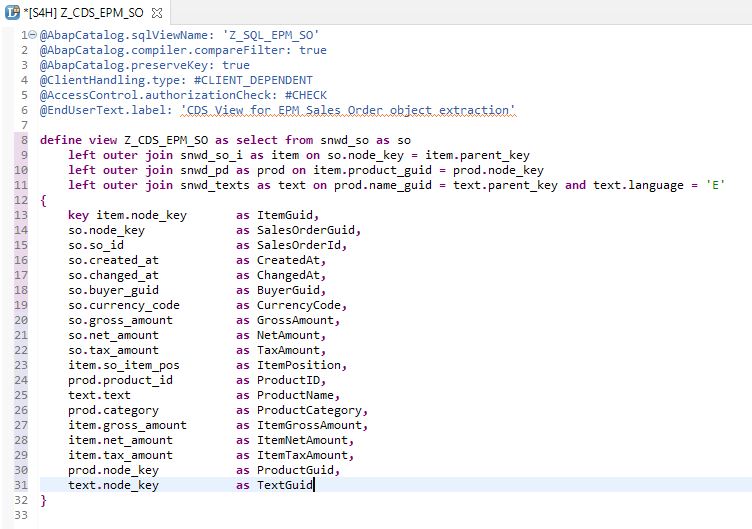 *[S4H] Z_CDS_EPM_SO
1 @AbapCatalog.sqlViewName: 'Z_SQL_EPM_SO'
2 @AbapCatalog.compiler.compareFilter: true
3 @AbapCatalog.preserveKey: true
4 @ClientHandling.type: #CLIENT_DEPENDENT
5 @AccessControl.authorizationCheck: #CHECK
6 @EndUserText.label: 'CDS View for EPM Sales Order object extraction'
7
8 define view Z_CDS_EPM_SO as select from snwd_so as so
9 left outer join snwd_so_i as item on so.node_key = item.parent_key
10 left outer join snwd_pd as prod on item.product_guid = prod.node_key
11 left outer join snwd_texts as text on prod.name_guid = text.parent_key and text.language = 'E'
12 {
13 key item.node_key as ItemGuid,
14 so.node_key as SalesOrderGuid,
15 so.so_id as SalesOrderId,
16 so.created_at as CreatedAt,
17 so.changed_at as ChangedAt,
18 so.buyer_guid as BuyerGuid,
19 so.currency_code as CurrencyCode,
20 so.gross_amount as GrossAmount,
21 so.net_amount as NetAmount,
22 so.tax_amount as TaxAmount,
23 item.so_item_pos as ItemPosition,
24 prod.product_id as ProductID,
25 text.text as ProductName,
26 prod.category as ProductCategory,
27 item.gross_amount as ItemGrossAmount,
28 item.net_amount as ItemNetAmount,
29 item.tax_amount as ItemTaxAmount,
30 prod.node_key as ProductGuid,
31 text.node_key as TextGuid
32 }
33